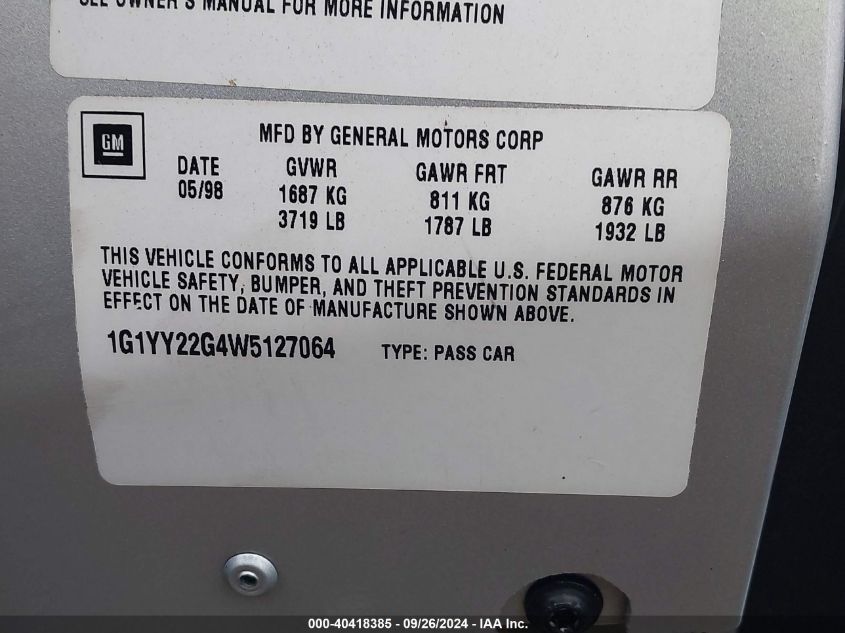 SEE OWNER'S MANUAL FOR MORE INFORMATION
GM
MFD BY GENERAL MOTORS CORP
DATE GVWR GAWR FRT GAWR RR
05/98 1687 KG 811 KG 876 KG
3719 LB 1787 LB 1932 LB
THIS VEHICLE CONFORMS TO ALL APPLICABLE U.S. FEDERAL MOTOR
VEHICLE SAFETY, BUMPER, AND THEFT PREVENTION STANDARDS IN
EFFECT ON THE DATE OF MANUFACTURE SHOWN ABOVE.
1G1YY22G4W5127064 TYPE: PASS CAR
000-40418385 - 09/26/2024 - IAA Inc.